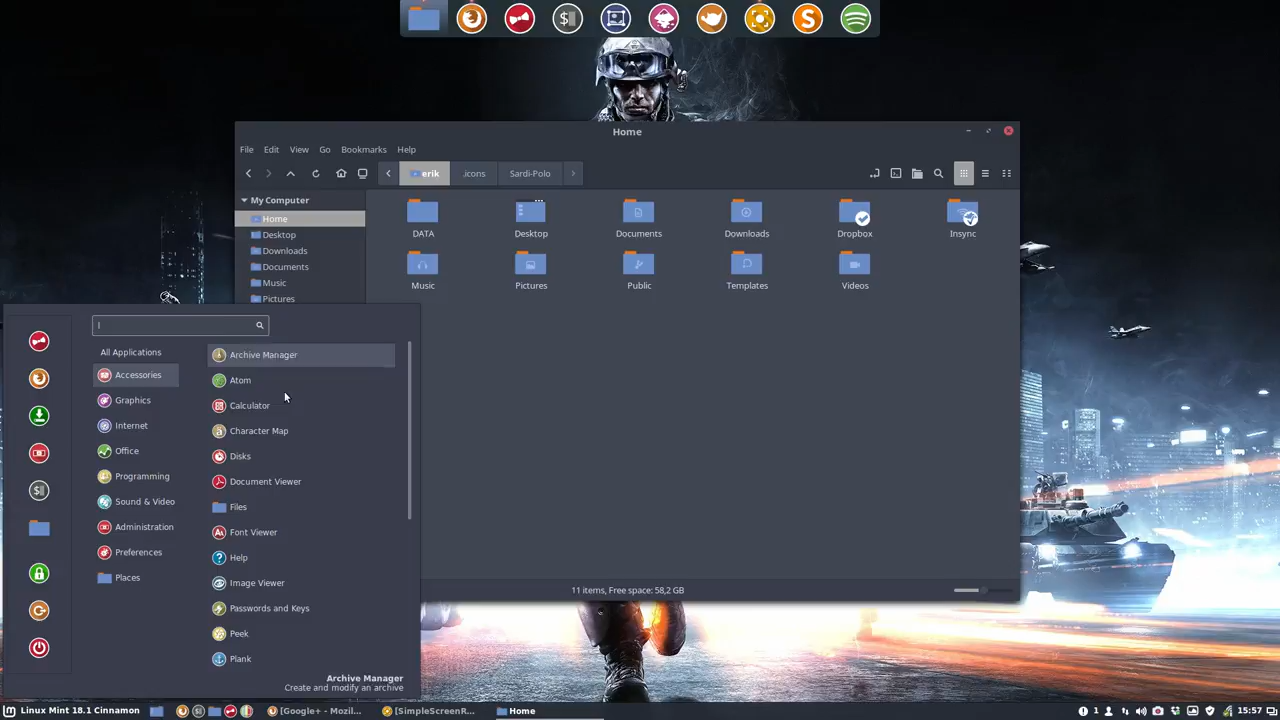 Home
File Edit View Go Bookmarks Help
erik .icons Sardi-Polo
My Computer
Home
Desktop
Downloads
Documents
Music
Pictures
DATA Desktop Documents Downloads Dropbox Insync
Music Pictures Public Templates Videos
11 items, Free space: 58,2 GB
All Applications
Accessories
Graphics
Internet
Office
Programming
Sound & Video
Administration
Preferences
Places
Archive Manager
Atom
Calculator
Character Map
Disks
Document Viewer
Files
Font Viewer
Help
Image Viewer
Passwords and Keys
Peek
Plank
Archive Manager
Create and modify an archive
Linux Mint 18.1 Cinnamon [Google+ - Mozil... [SimpleScreenR... Home 1 15:57